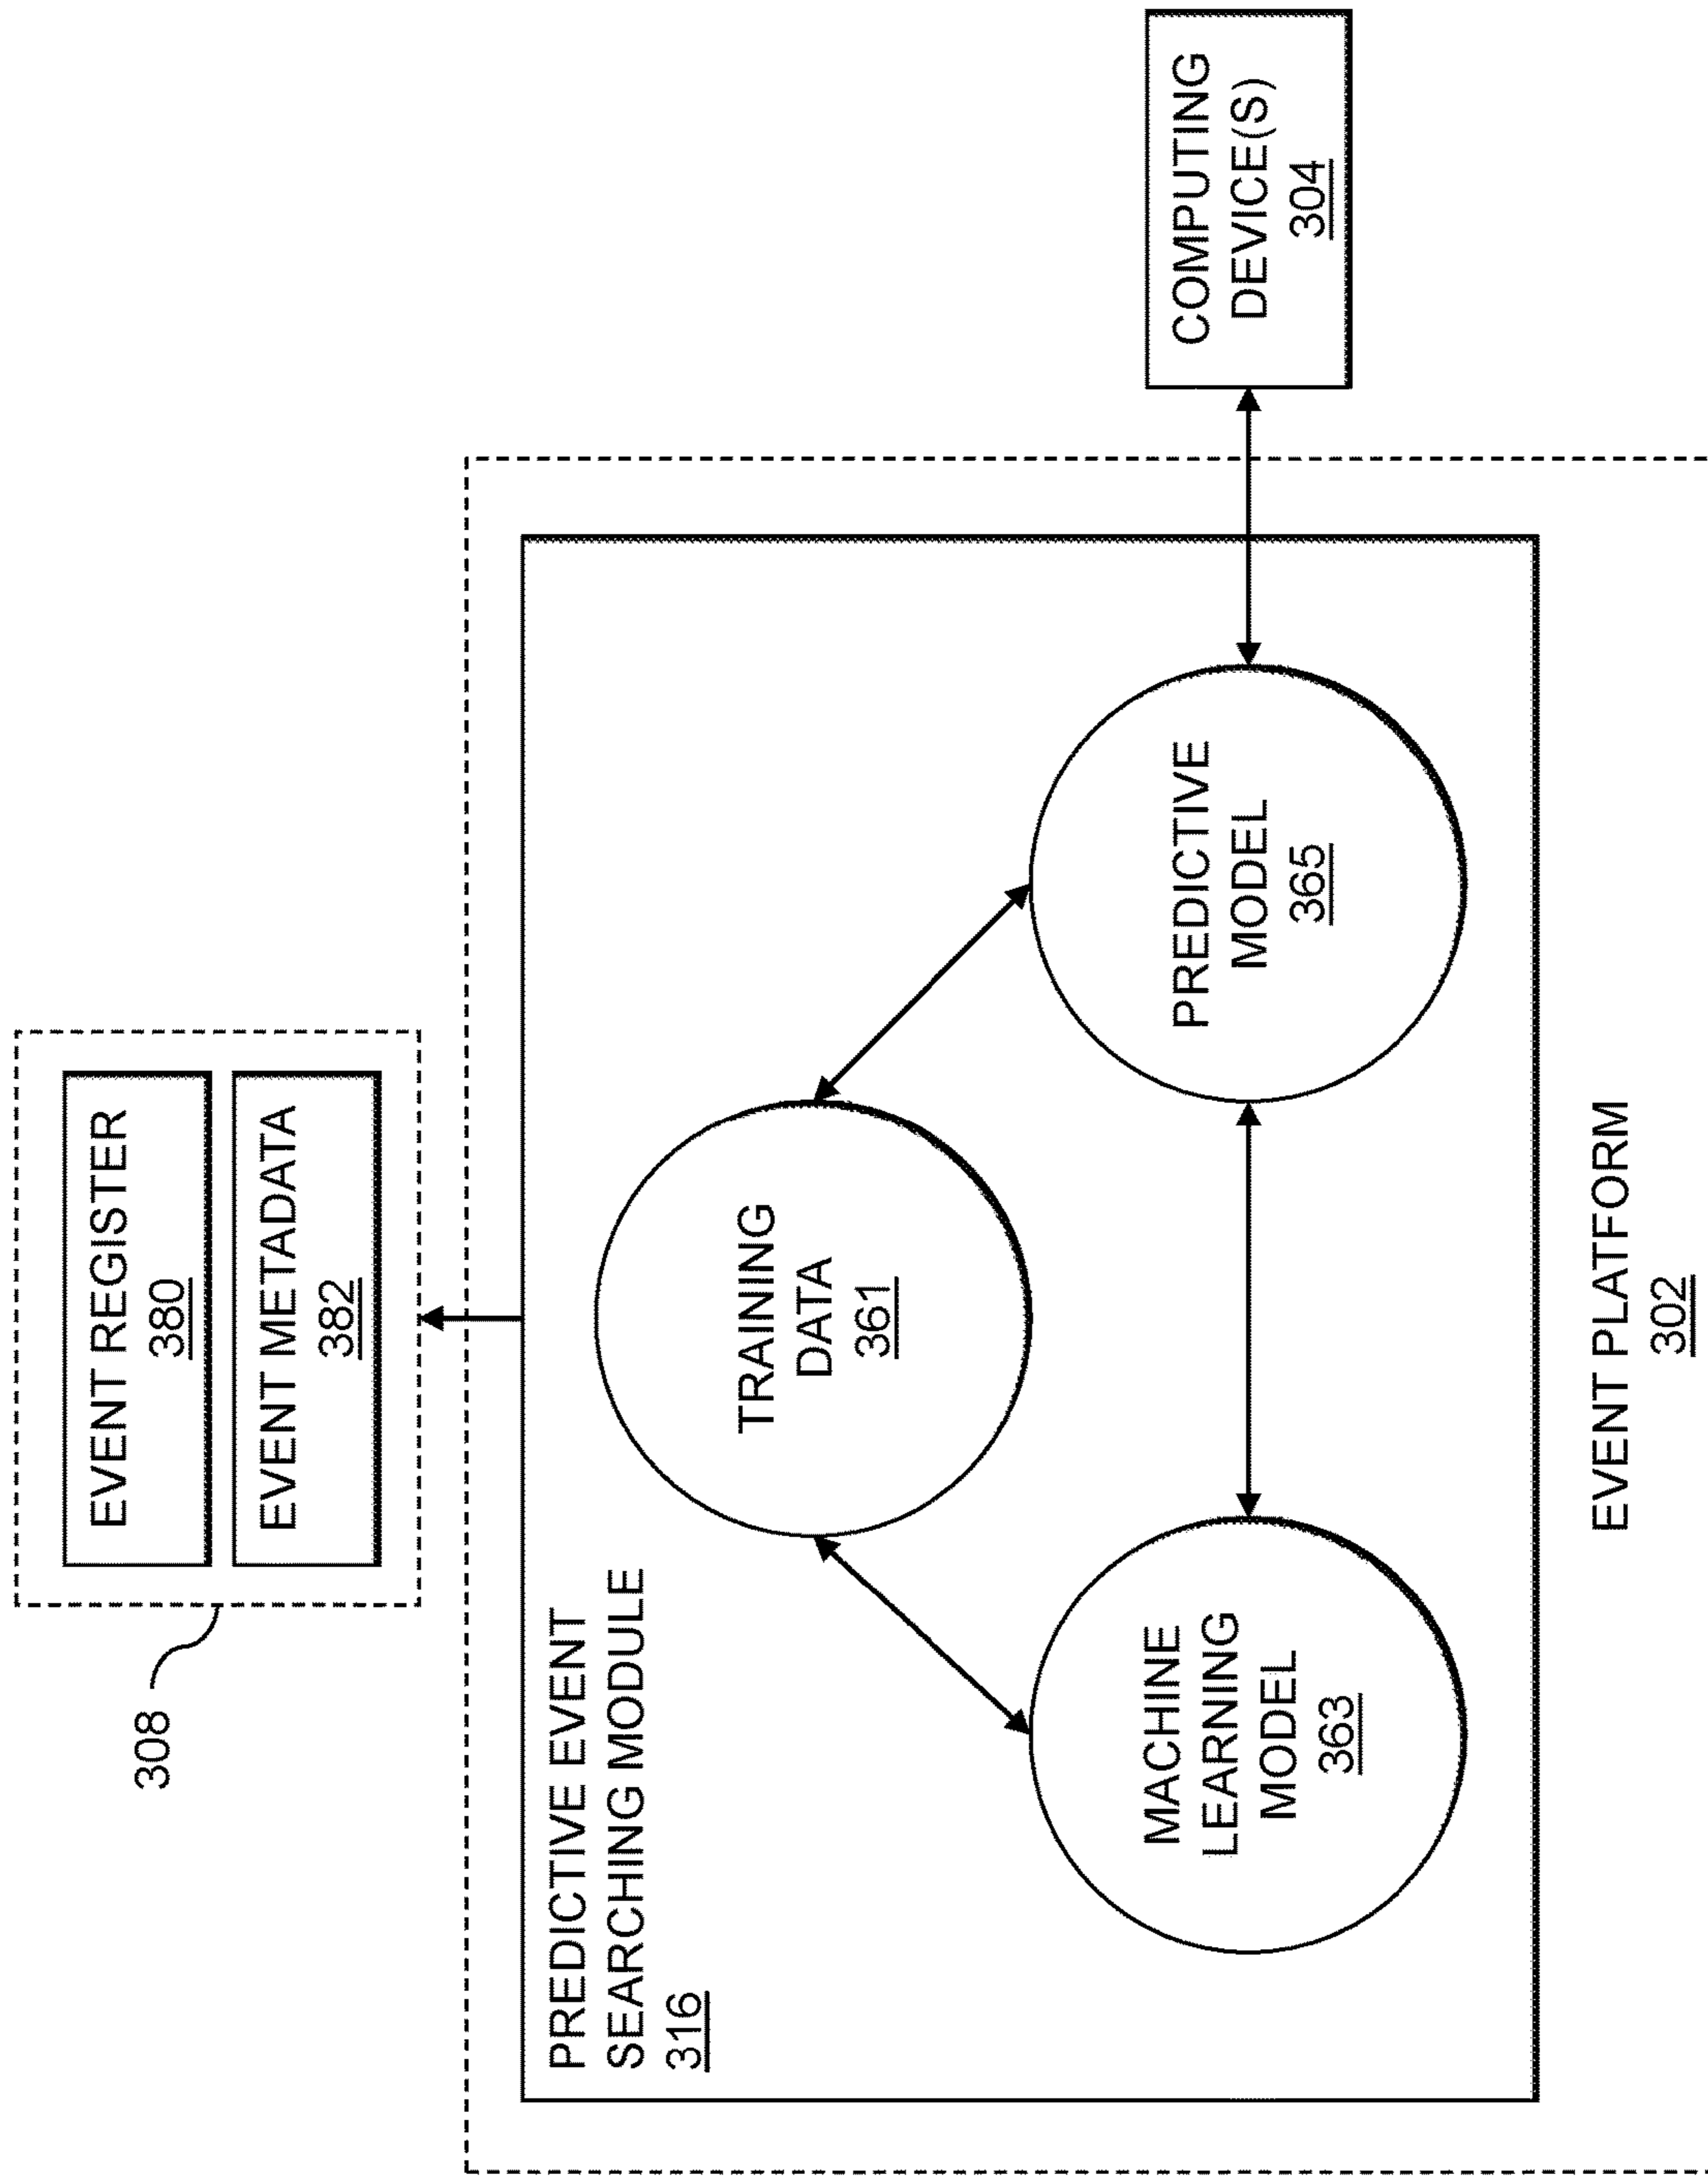 308
EVENT REGISTER
380
EVENT METADATA
382
PREDICTIVE EVENT
SEARCHING MODULE
316
TRAINING
DATA
361
MACHINE
LEARNING
MODEL
363
PREDICTIVE
MODEL
365
COMPUTING
DEVICE(S)
304
EVENT PLATFORM
302